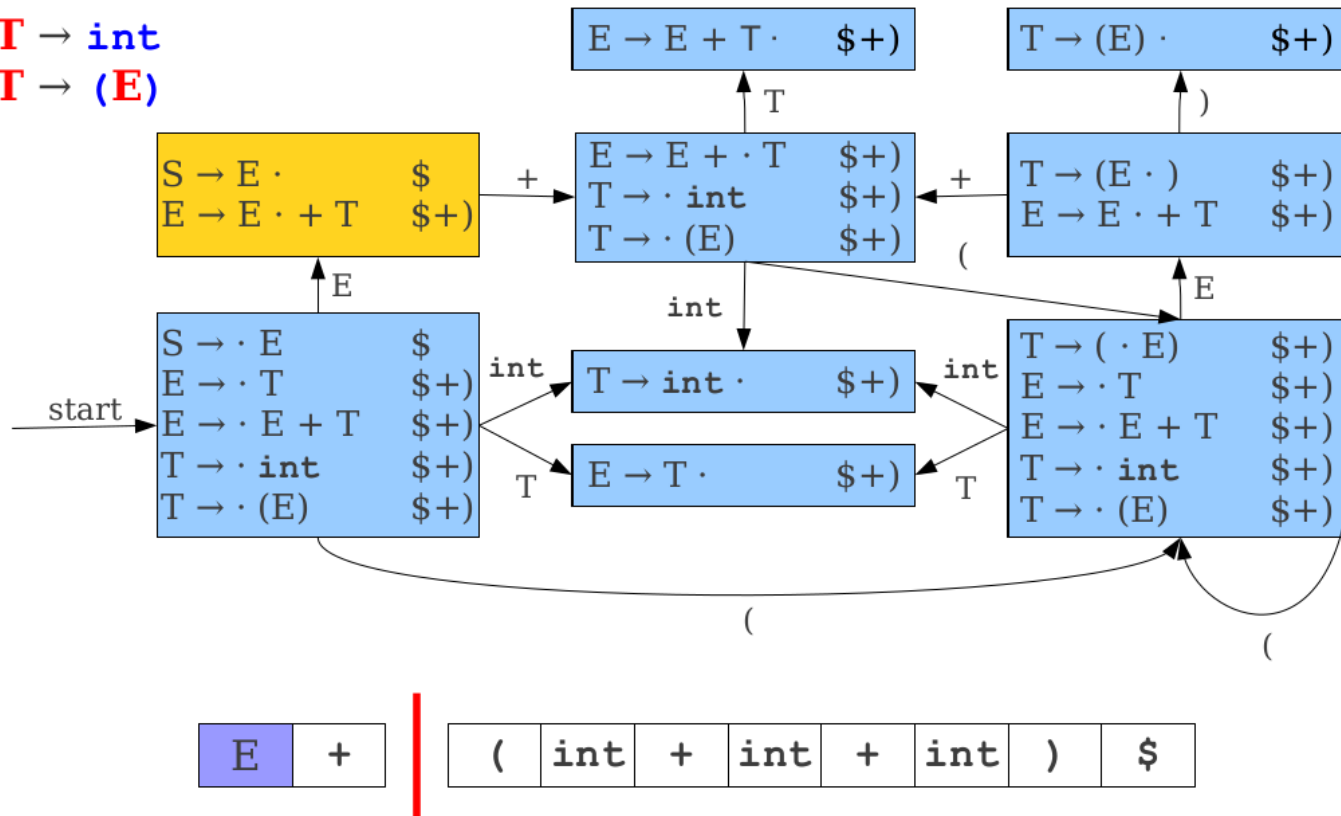 T → int
T → (E)
E → E + T · $+)
T → (E) · $+)
T
)
S → E · $
E → E · + T $+)
+
E → E + · T $+)
T → · int $+)
T → · (E) $+)
+
T → (E · ) $+)
E → E · + T $+)
(
E
int
E
S → · E $
E → · T $+)
E → · E + T $+)
T → · int $+)
T → · (E) $+)
start
int
T
T → int · $+)
E → T · $+)
int
T
T → ( · E) $+)
E → · T $+)
E → · E + T $+)
T → · int $+)
T → · (E) $+)
(
(
E + ( int + int + int ) $